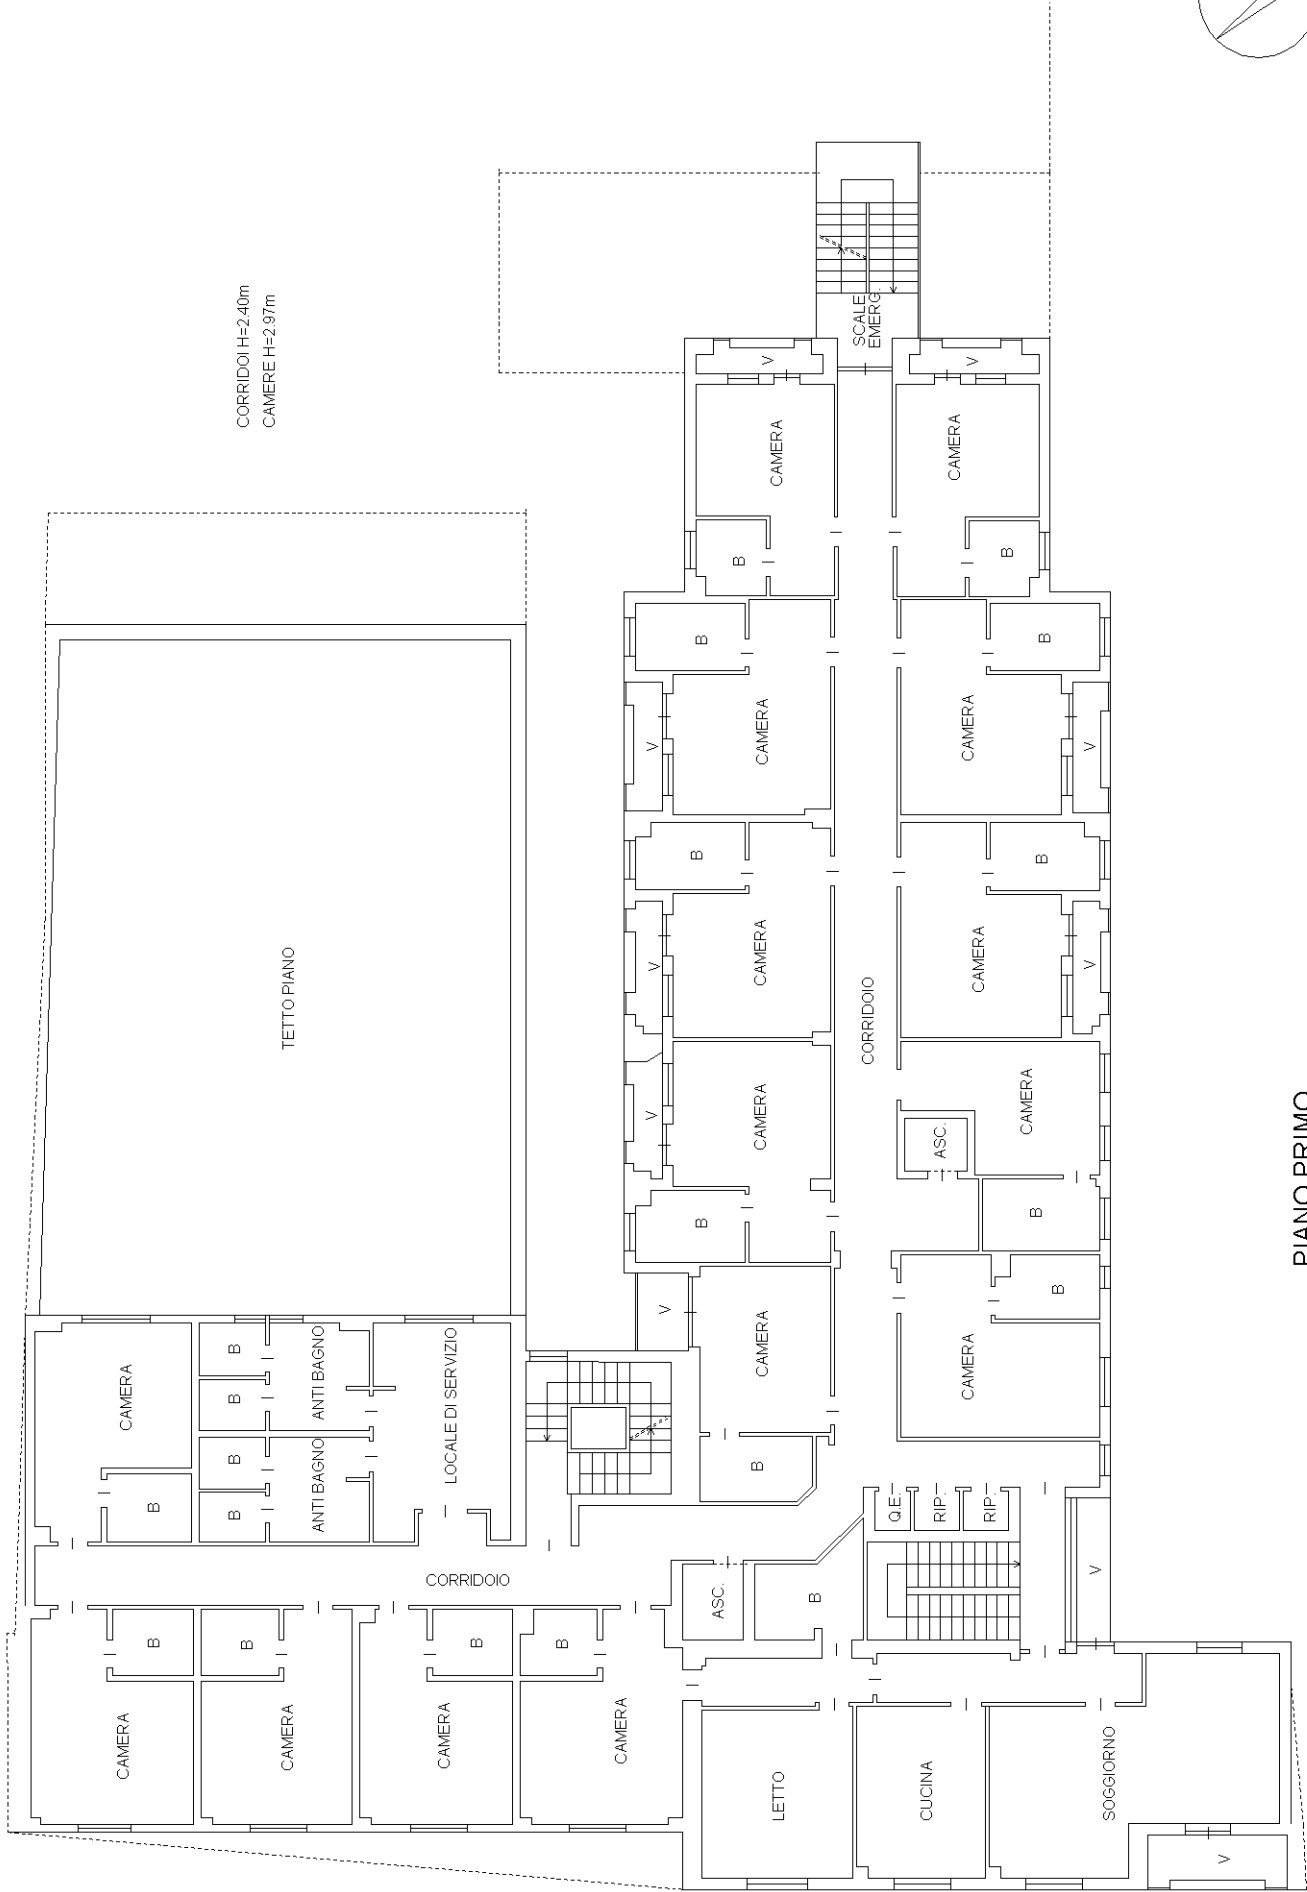 CORRIDOI H=2.40m
CAMERE H=2.97m
SCALE
EMERG.
V
V
CAMERA
CAMERA
B
B
B
B
CAMERA
CAMERA
V
V
B
B
CAMERA
CAMERA
V
V
TETTO PIANO
CORRIDOIO
CAMERA
CAMERA
V
ASC.
B
B
PIANO PRIMO
V
CAMERA
CAMERA
B
B
CAMERA
B
B
B
B
B
ANTI BAGNO
ANTI BAGNO
LOCALE DI SERVIZIO
Q.E.
RIP.
RIP.
CORRIDOIO
ASC.
B
V
B
B
B
B
CAMERA
CAMERA
CAMERA
CAMERA
LETTO
CUCINA
SOGGIORNO
V